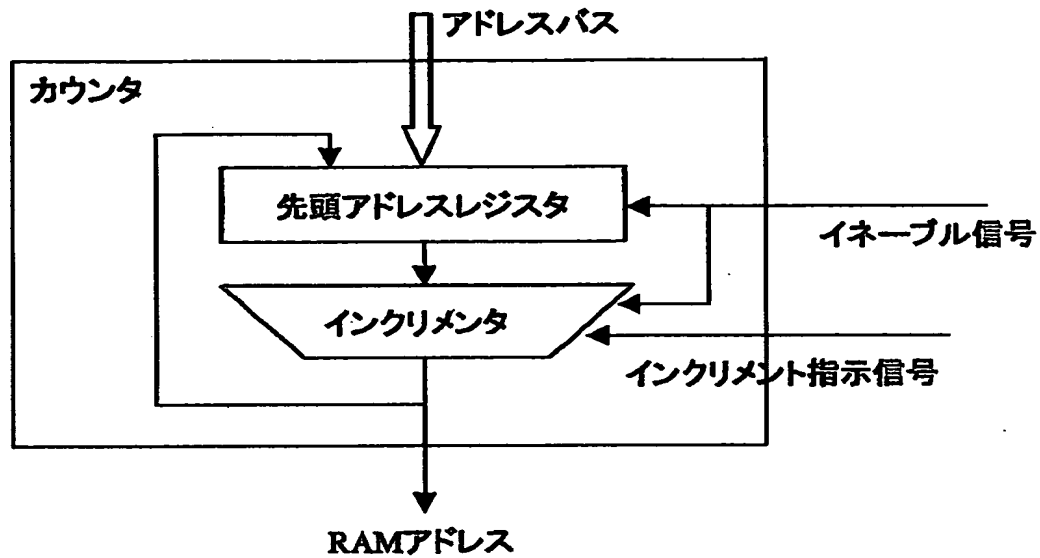 アドレスバス
カウンタ
先頭アドレスレジスタ
イネーブル信号
インクリメンタ
インクリメント指示信号
RAMアドレス